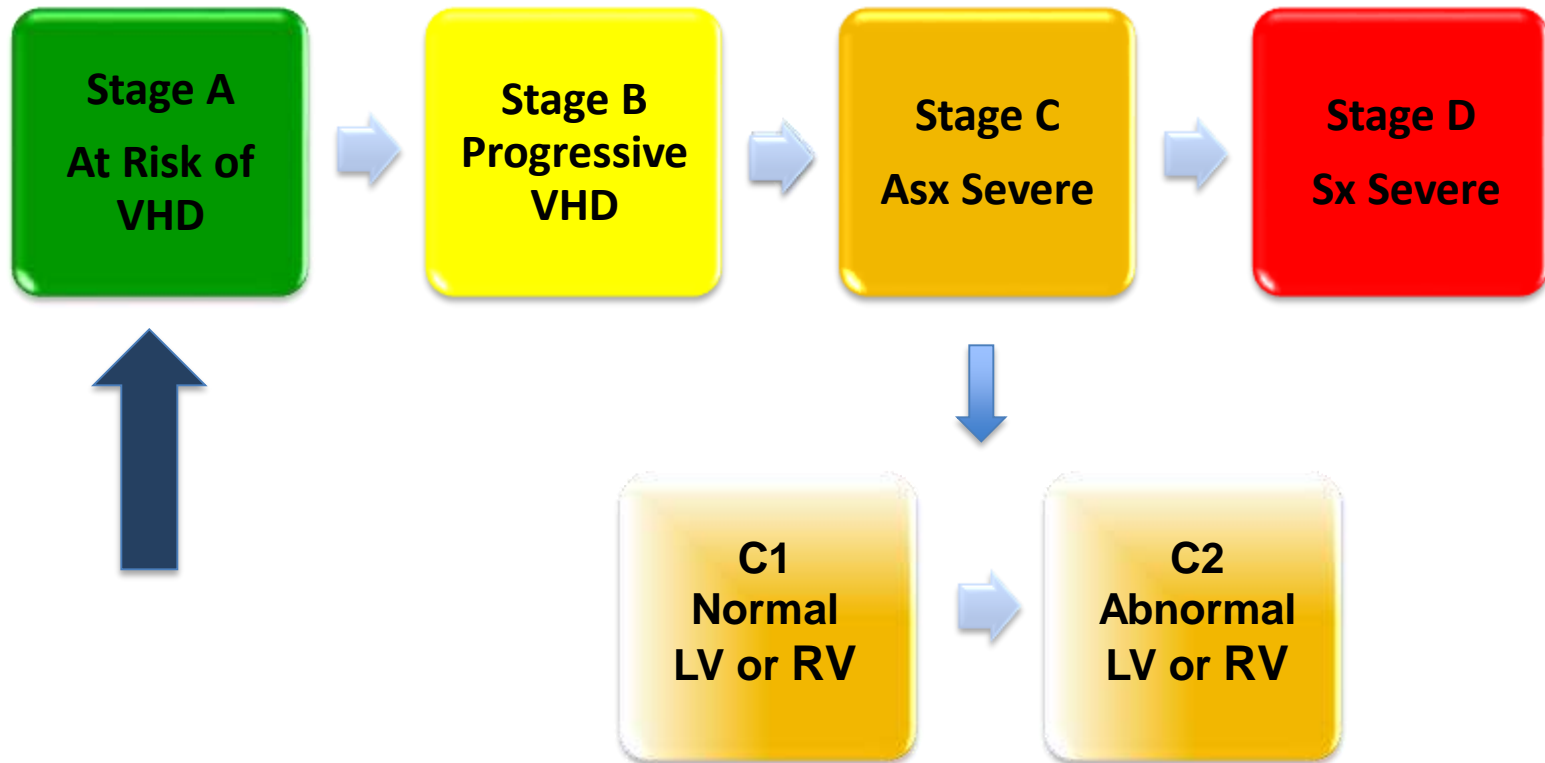 Stage A
At Risk of
VHD
Stage B
Progressive
VHD
Stage C
Asx Severe
Stage D
Sx Severe
C1
Normal
LV or RV
C2
Abnormal
LV or RV